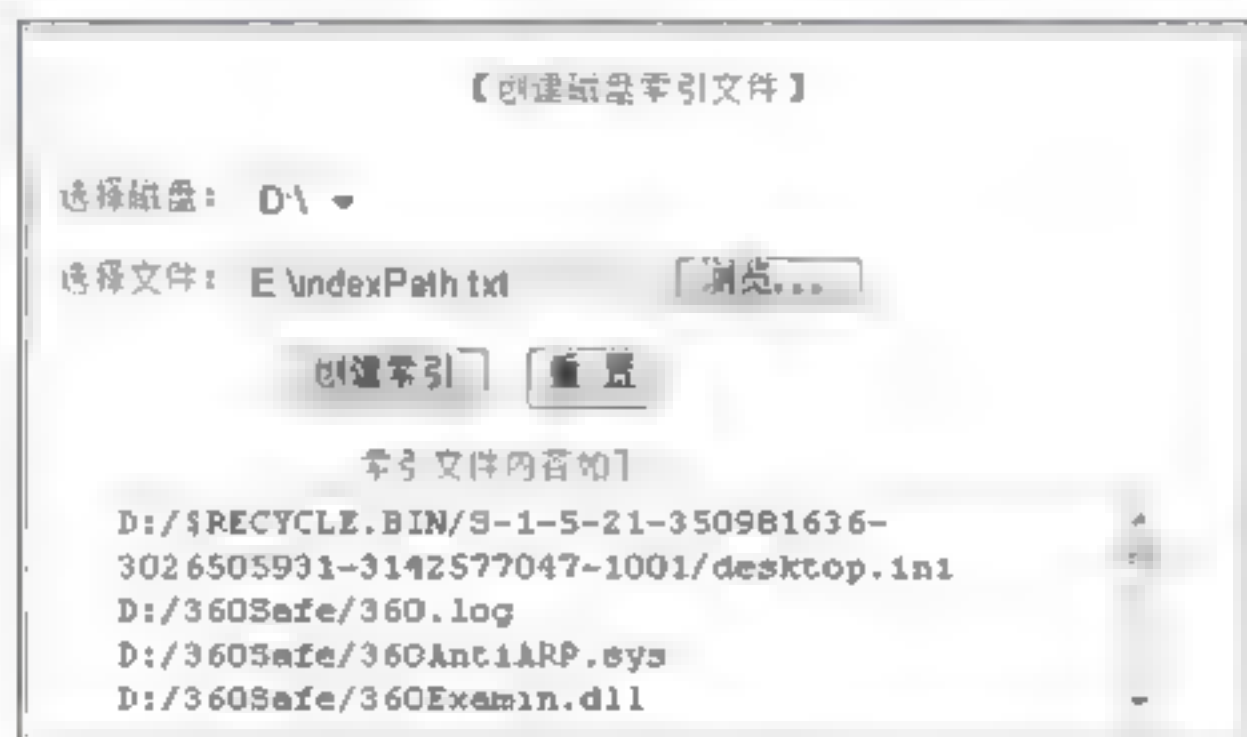 【创建磁盘索引文件】
选择磁盘: D:\
选择文件: E:\indexPath.txt 浏览...
创建索引 重置
索引文件内容如下
D:/$RECYCLE.BIN/S-1-5-21-350981636-
3026505931-3142577047-1001/desktop.ini
D:/360Safe/360.log
D:/360Safe/360AntiARP.sys
D:/360Safe/360Examin.dll